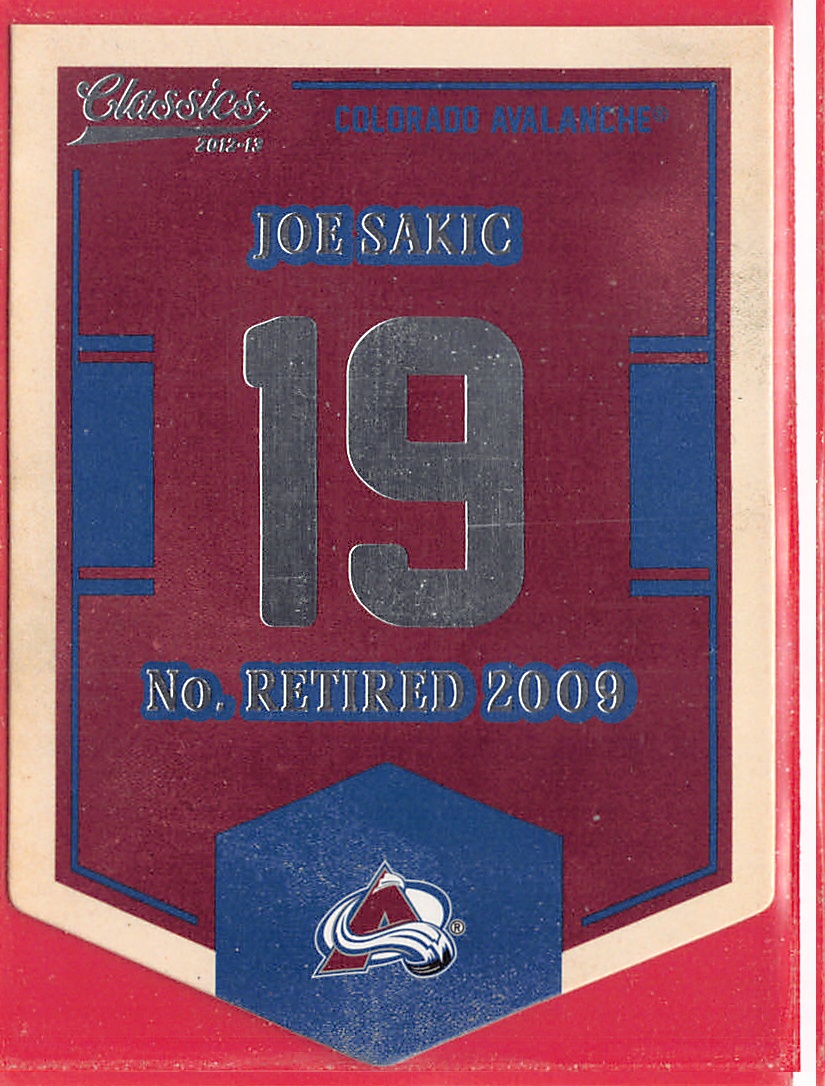 Classics
2012-13
COLORADO AVALANCHE®
JOE SAKIC
19
No. RETIRED 2009
A
®